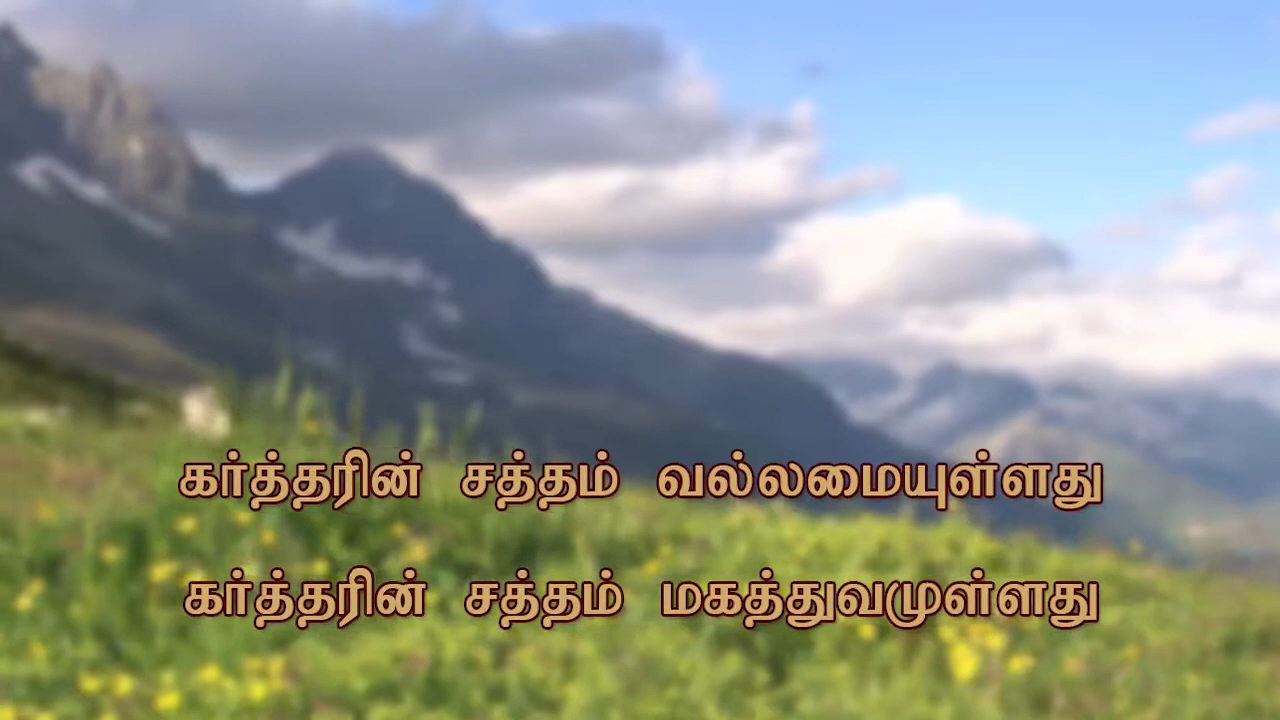 கர்த்தரின் சத்தம் வல்லமையுள்ளது
கர்த்தரின் சத்தம் மகத்துவமுள்ளது